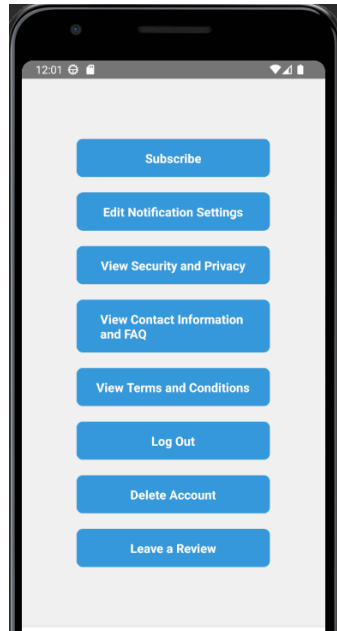 12:01
Subscribe
Edit Notification Settings
View Security and Privacy
View Contact Information
and FAQ
View Terms and Conditions
Log Out
Delete Account
Leave a Review